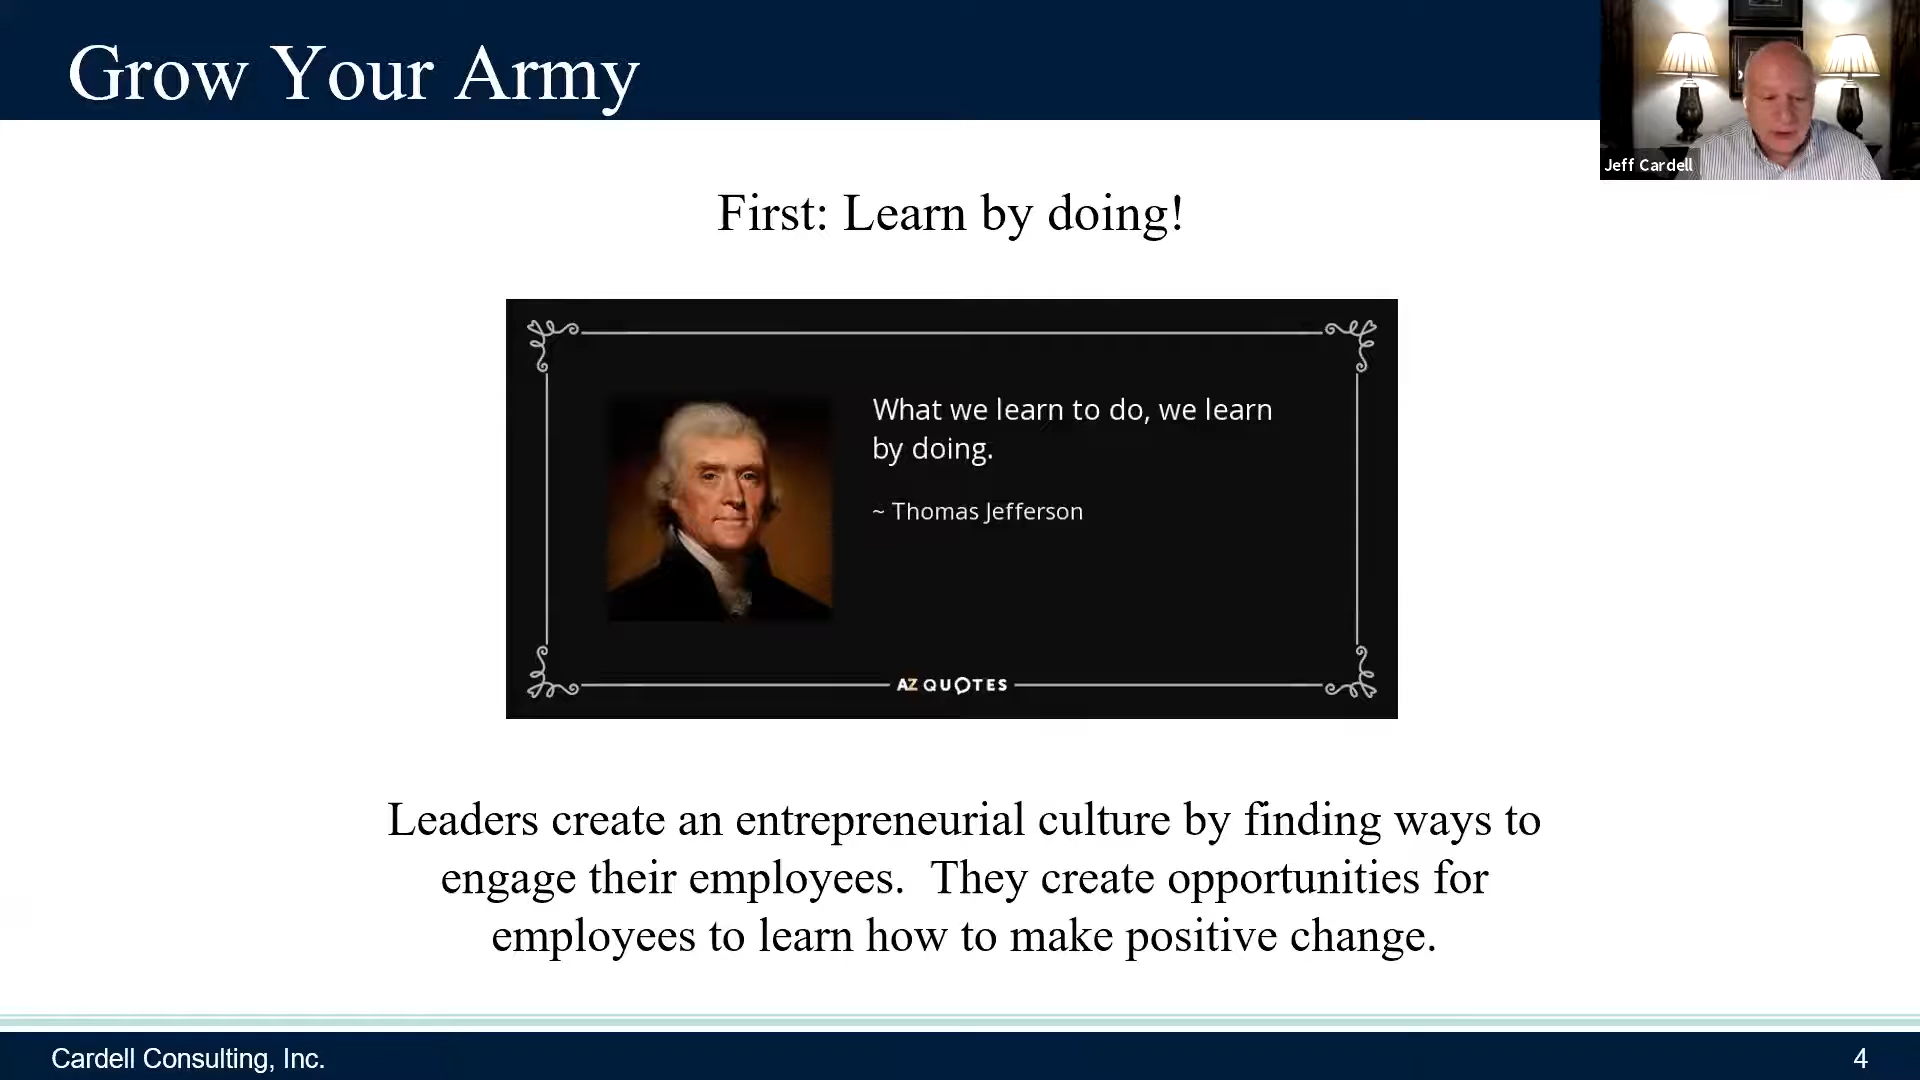 Grow Your Army
Jeff Cardell
First: Learn by doing!
What we learn to do, we learn
by doing.
~ Thomas Jefferson
AZ QUOTES
Leaders create an entrepreneurial culture by finding ways to
engage their employees.  They create opportunities for
employees to learn how to make positive change.
Cardell Consulting, Inc.
4